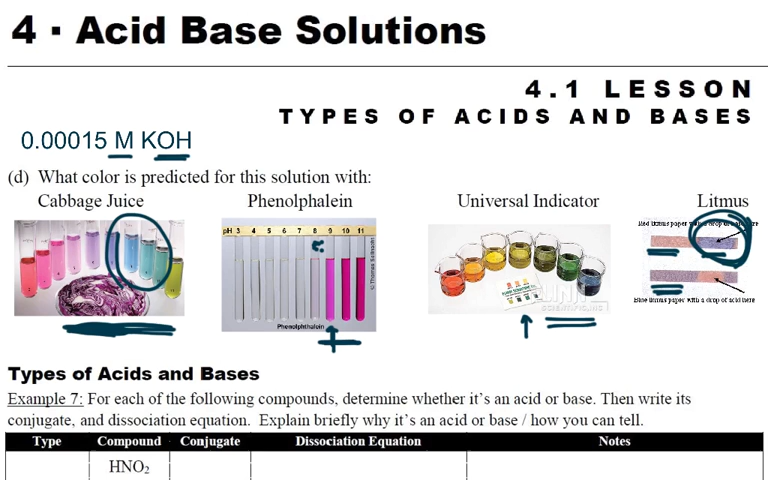 4 · Acid Base Solutions
4.1 LESSON
TYPES OF ACIDS AND BASES
0.00015 M KOH
(d) What color is predicted for this solution with:
Cabbage Juice Phenolphalein Universal Indicator Litmus
Red litmus paper with a drop of base here
pH 3 4 5 6 7 8 9 10 11
Phenolphthalein
Blue litmus paper with a drop of acid here
Types of Acids and Bases
Example 7: For each of the following compounds, determine whether it's an acid or base. Then write its
conjugate, and dissociation equation. Explain briefly why it's an acid or base / how you can tell.
Type Compound Conjugate Dissociation Equation Notes
HNO₂